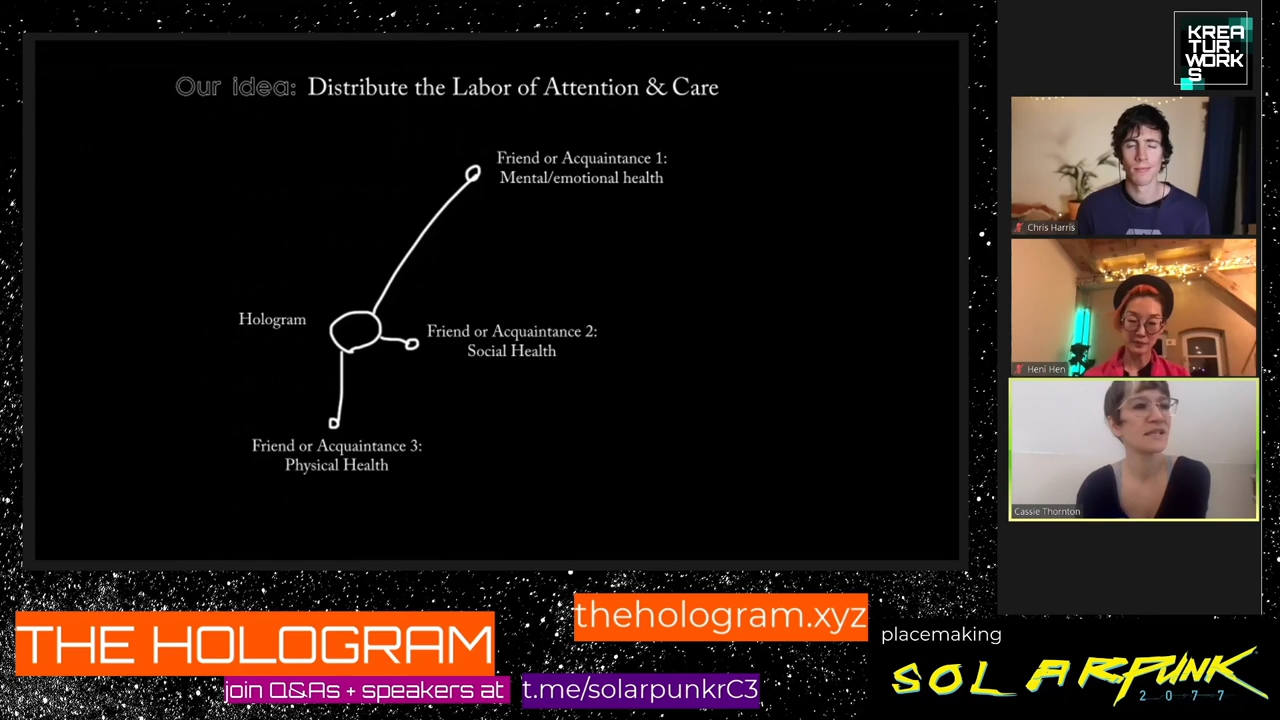 Our idea: Distribute the Labor of Attention & Care
Friend or Acquaintance 1:
Mental/emotional health
Hologram
Friend or Acquaintance 2:
Social Health
Friend or Acquaintance 3:
Physical Health
KREA
TUR.
WORK
S
Chris Harris
Heni Hen
Cassie Thornton
THE HOLOGRAM
thehologram.xyz
join Q&As + speakers at
t.me/solarpunkrC3
placemaking
SOLARPUNK
2077